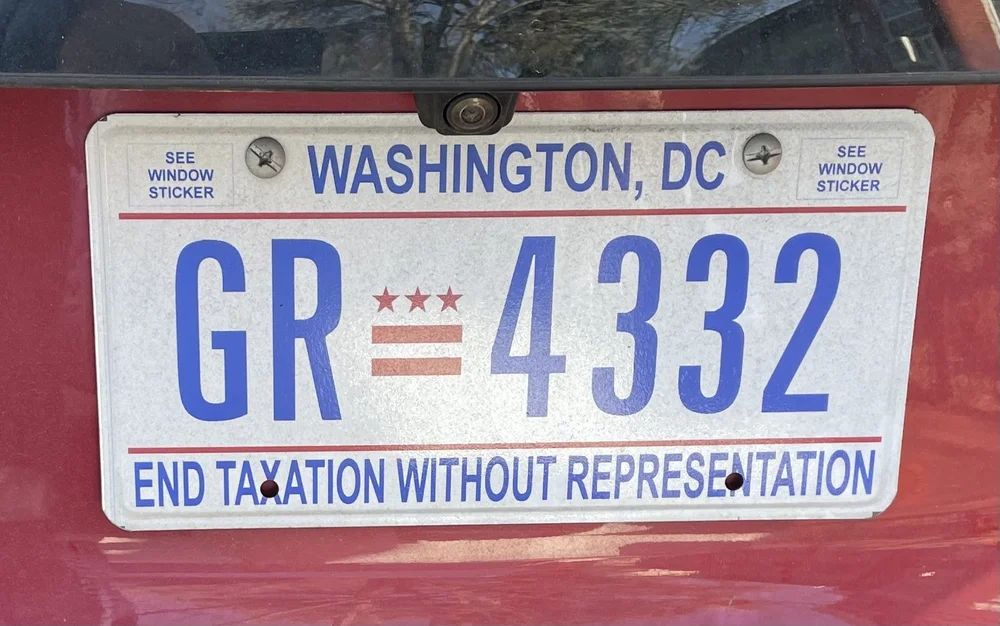 SEE
WINDOW
STICKER
WASHINGTON, DC
SEE
WINDOW
STICKER
GR 4332
END TAXATION WITHOUT REPRESENTATION